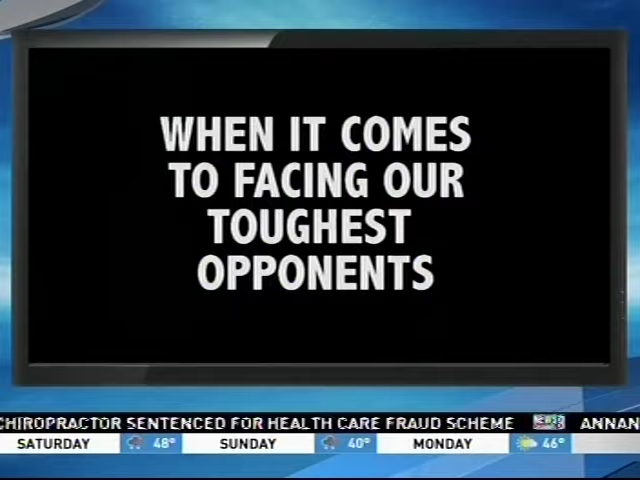 WHEN IT COMES
TO FACING OUR
TOUGHEST
OPPONENTS
CHIROPRACTOR SENTENCED FOR HEALTH CARE FRAUD SCHEME ANNAN
SATURDAY 48° SUNDAY 40° MONDAY 46°